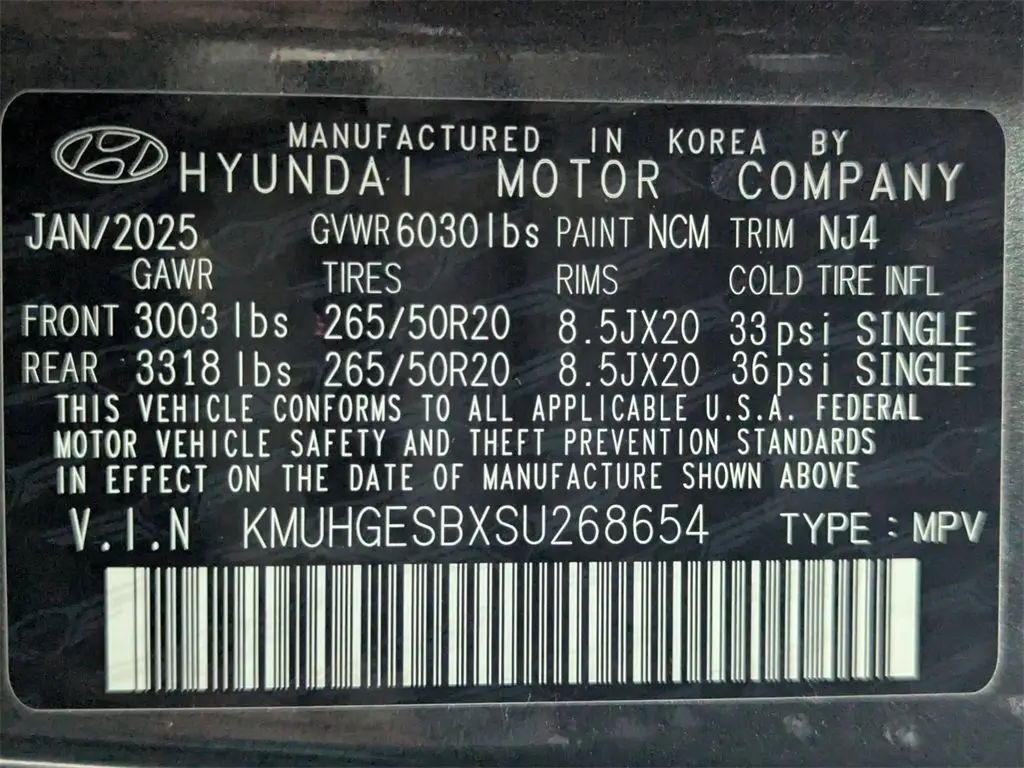 MANUFACTURED IN KOREA BY
HYUNDAI MOTOR COMPANY
JAN/2025 GVWR 6030 lbs PAINT NCM TRIM NJ4
GAWR TIRES RIMS COLD TIRE INFL
FRONT 3003 lbs 265/50R20 8.5JX20 33psi SINGLE
REAR 3318 lbs 265/50R20 8.5JX20 36psi SINGLE
THIS VEHICLE CONFORMS TO ALL APPLICABLE U.S.A. FEDERAL
MOTOR VEHICLE SAFETY AND THEFT PREVENTION STANDARDS
IN EFFECT ON THE DATE OF MANUFACTURE SHOWN ABOVE
V.I.N KMUHGESBXSU268654 TYPE : MPV